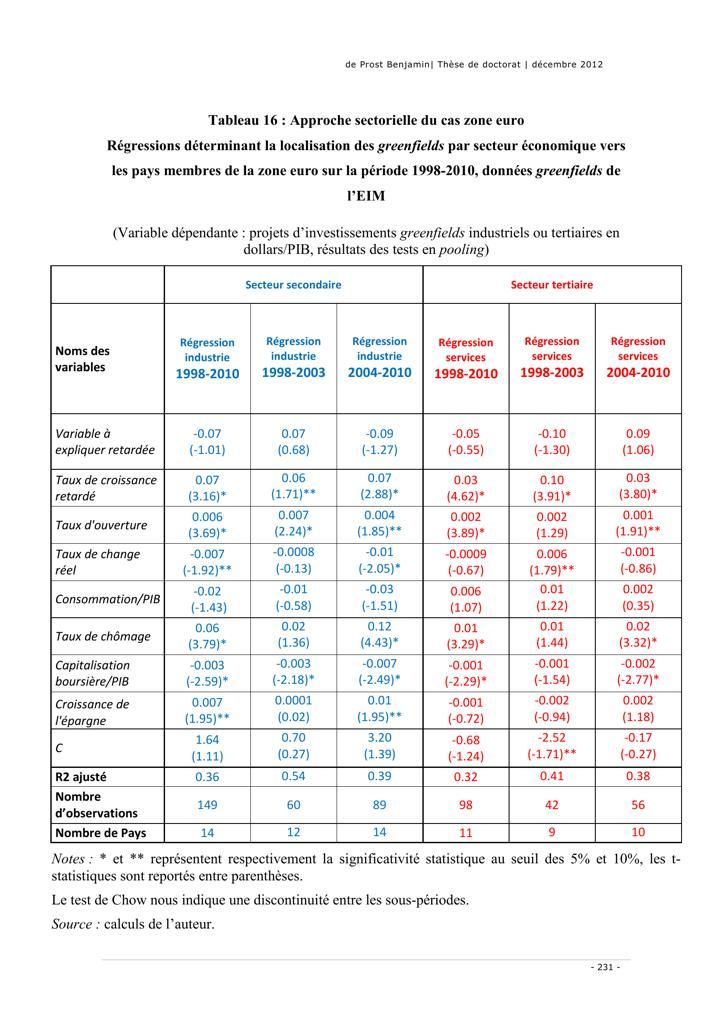 de Prost Benjamin| Thèse de doctorat | décembre 2012
Tableau 16 : Approche sectorielle du cas zone euro
Régressions déterminant la localisation des greenfields par secteur économique vers
les pays membres de la zone euro sur la période 1998-2010, données greenfields de
l'EIM
(Variable dépendante : projets d'investissements greenfields industriels ou tertiaires en
dollars/PIB, résultats des tests en pooling)
Secteur secondaire Secteur tertiaire
Noms des variables Régression industrie 1998-2010 Régression industrie 1998-2003 Régression industrie 2004-2010 Régression services 1998-2010 Régression services 1998-2003 Régression services 2004-2010
Variable à -0.07 0.07 -0.09 -0.05 -0.10 0.09
expliquer retardée (-1.01) (0.68) (-1.27) (-0.55) (-1.30) (1.06)
Taux de croissance 0.07 0.06 0.07 0.03 0.10 0.03
retardé (3.16)* (1.71)** (2.88)* (4.62)* (3.91)* (3.80)*
Taux d'ouverture 0.006 0.007 0.004 0.002 0.002 0.001
(3.69)* (2.24)* (1.85)** (3.89)* (1.29) (1.91)**
Taux de change -0.007 -0.0008 -0.01 -0.0009 0.006 -0.001
réel (-1.92)** (-0.13) (-2.05)* (-0.67) (1.79)** (-0.86)
Consommation/PIB -0.02 -0.01 -0.03 0.006 0.01 0.002
(-1.43) (-0.58) (-1.51) (1.07) (1.22) (0.35)
Taux de chômage 0.06 0.02 0.12 0.01 0.01 0.02
(3.79)* (1.36) (4.43)* (3.29)* (1.44) (3.32)*
Capitalisation -0.003 -0.003 -0.007 -0.001 -0.001 -0.002
boursière/PIB (-2.59)* (-2.18)* (-2.49)* (-2.29)* (-1.54) (-2.77)*
Croissance de 0.007 0.0001 0.01 -0.001 -0.002 0.002
l'épargne (1.95)** (0.02) (1.95)** (-0.72) (-0.94) (1.18)
C 1.64 0.70 3.20 -0.68 -2.52 -0.17
(1.11) (0.27) (1.39) (-1.24) (-1.71)** (-0.27)
R2 ajusté 0.36 0.54 0.39 0.32 0.41 0.38
Nombre d'observations 149 60 89 98 42 56
Nombre de Pays 14 12 14 11 9 10
Notes : * et ** représentent respectivement la significativité statistique au seuil des 5% et 10%, les t-
statistiques sont reportés entre parenthèses.
Le test de Chow nous indique une discontinuité entre les sous-périodes.
Source : calculs de l'auteur.
- 231 -